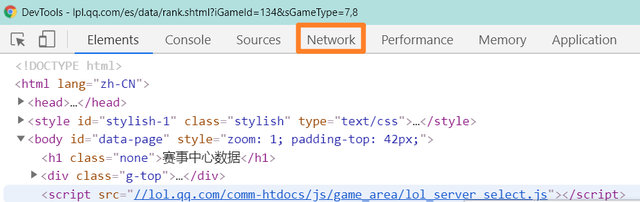 DevTools - lpl.qq.com/es/data/rank.shtml?iGameId=134&sGameType=7,8
Elements Console Sources Network Performance Memory Application
<!DOCTYPE html>
<html lang="zh-CN">
<head>…</head>
<style id="stylish-1" class="stylish" type="text/css">…</style>
<body id="data-page" style="zoom: 1; padding-top: 42px;">
<h1 class="none">赛事中心数据</h1>
<div class="g-top">…</div>
<script src="//lol.qq.com/comm-htdocs/js/game_area/lol_server_select.js"></script>